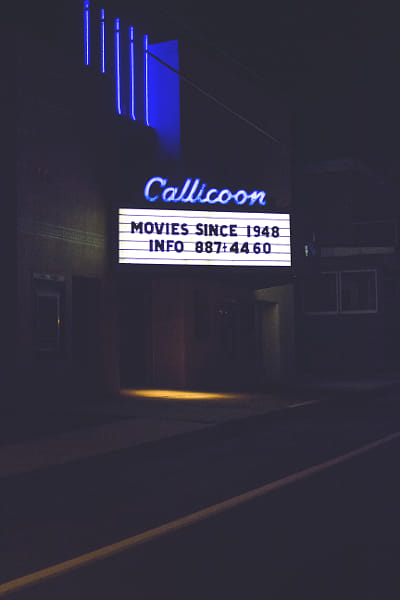 Callicoon
MOVIES SINCE 1948
INFO 887-4460